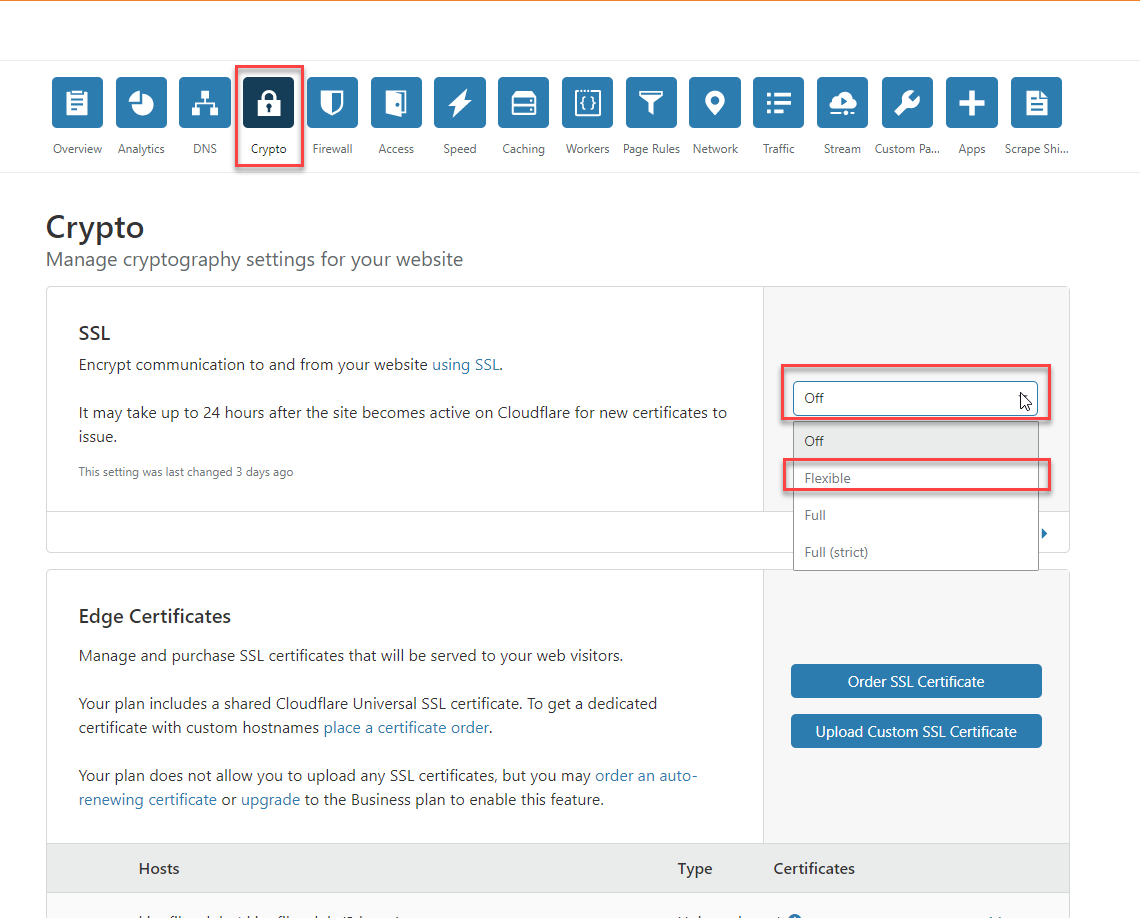 Overview Analytics DNS Crypto Firewall Access Speed Caching Workers Page Rules Network Traffic Stream Custom Pa... Apps Scrape Shi...
Crypto
Manage cryptography settings for your website
SSL
Encrypt communication to and from your website using SSL.
It may take up to 24 hours after the site becomes active on Cloudflare for new certificates to
issue.
This setting was last changed 3 days ago
Off
Off
Flexible
Full
Full (strict)
Edge Certificates
Manage and purchase SSL certificates that will be served to your web visitors.
Your plan includes a shared Cloudflare Universal SSL certificate. To get a dedicated
certificate with custom hostnames place a certificate order.
Your plan does not allow you to upload any SSL certificates, but you may order an auto-
renewing certificate or upgrade to the Business plan to enable this feature.
Order SSL Certificate
Upload Custom SSL Certificate
Hosts Type Certificates